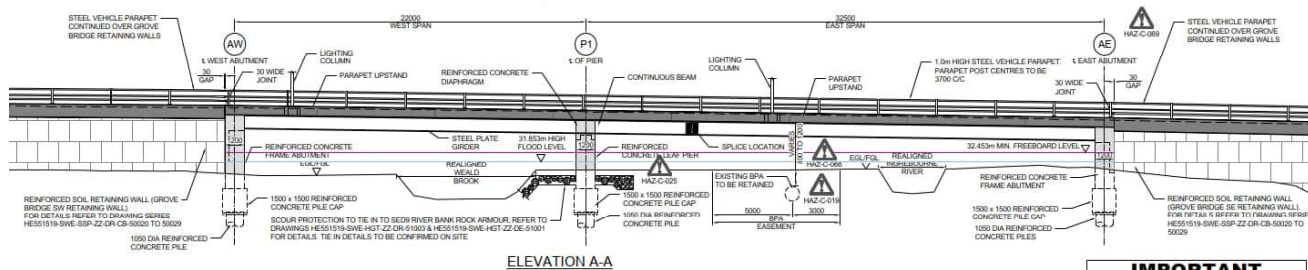 STEEL VEHICLE PARAPET
CONTINUED OVER GROVE
BRIDGE RETAINING WALLS
22000
WEST SPAN
32500
EAST SPAN
HAZ-C-069
STEEL VEHICLE PARAPET
CONTINUED OVER GROVE
BRIDGE RETAINING WALLS
AW
℄ WEST ABUTMENT
30
GAP
30 WIDE
JOINT
LIGHTING
COLUMN
PARAPET UPSTAND
REINFORCED CONCRETE
DIAPHRAGM
P1
℄ OF PIER
CONTINUOUS BEAM
LIGHTING
COLUMN
PARAPET
UPSTAND
1.0m HIGH STEEL VEHICLE PARAPET.
PARAPET POST CENTRES TO BE
3700 C/C
AE
℄ EAST ABUTMENT
30 WIDE
JOINT
30
GAP
1200
REINFORCED CONCRETE
FRAME ABUTMENT
EGL/FGL
STEEL PLATE
GIRDER
31.653m HIGH
FLOOD LEVEL
REALIGNED
WEALD
BROOK
1200
REINFORCED
CONCRETE LEAF PIER
HAZ-C-025
SPLICE LOCATION
VARIES
HAZ-C-066
EGL/FGL
REALIGNED
INGREBOURNE
RIVER
32.453m MIN. FREEBOARD LEVEL
1200
REINFORCED CONCRETE
FRAME ABUTMENT
EXISTING BPA
TO BE RETAINED
HAZ-C-019
5000
3000
BPA
EASEMENT
REINFORCED SOIL RETAINING WALL (GROVE
BRIDGE SW RETAINING WALL).
FOR DETAILS REFER TO DRAWING SERIES
HE551519-SWE-SSP-ZZ-DR-CB-50020 TO 50029
1500 x 1500 REINFORCED
CONCRETE PILE CAP
1050 DIA REINFORCED
CONCRETE PILE
SCOUR PROTECTION TO TIE IN TO SED9 RIVER BANK ROCK ARMOUR, REFER TO
DRAWINGS HE551519-SWE-HGT-ZZ-DR-51003 & HE551519-SWE-HGT-ZZ-DE-51001
FOR DETAILS. TIE IN DETAILS TO BE CONFIRMED ON SITE
1500 x 1500 REINFORCED
CONCRETE PILE CAP
1050 DIA REINFORCED
CONCRETE PILE
1500 x 1500 REINFORCED
CONCRETE PILE CAP
1050 DIA REINFORCED
CONCRETE PILES
REINFORCED SOIL RETAINING WALL
(GROVE BRIDGE SE RETAINING WALL).
FOR DETAILS REFER TO DRAWING SERIES
HE551519-SWE-SSP-ZZ-DR-CB-50020 TO
50029
ELEVATION A-A
IMPORTANT